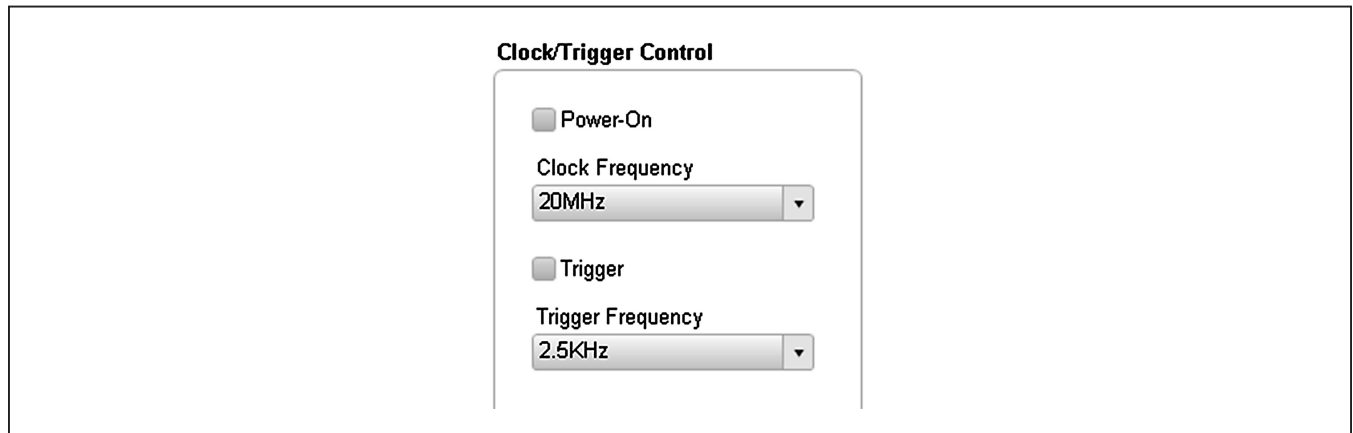 Clock/Trigger Control
Power-On
Clock Frequency
20MHz
Trigger
Trigger Frequency
2.5KHz